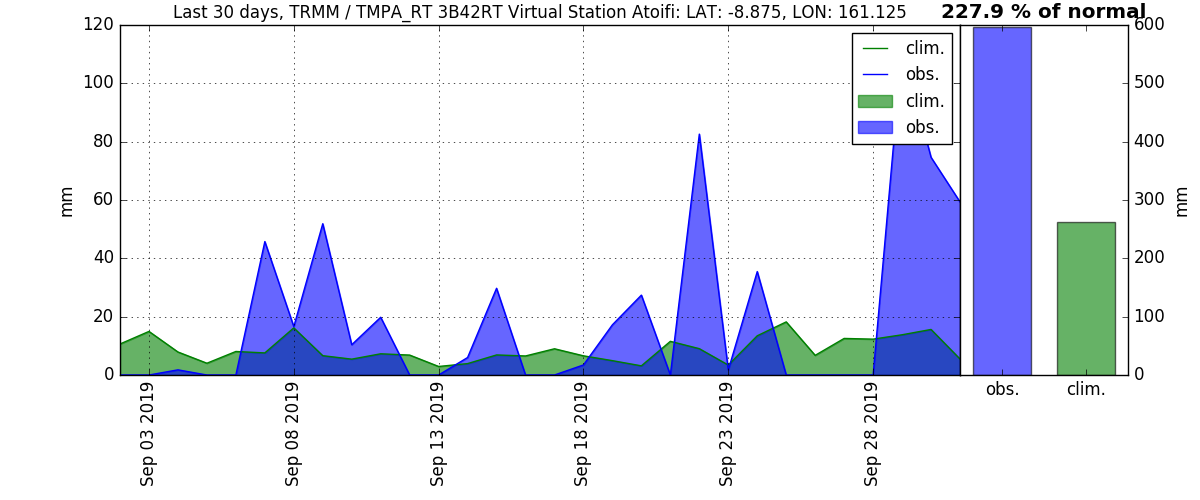 Last 30 days, TRMM / TMPA_RT 3B42RT Virtual Station Atoifi: LAT: -8.875, LON: 161.125
227.9 % of normal
120
100
80
60
40
20
0
mm
clim.
obs.
clim.
obs.
600
500
400
300
200
100
0
mm
Sep 03 2019
Sep 08 2019
Sep 13 2019
Sep 18 2019
Sep 23 2019
Sep 28 2019
obs.
clim.